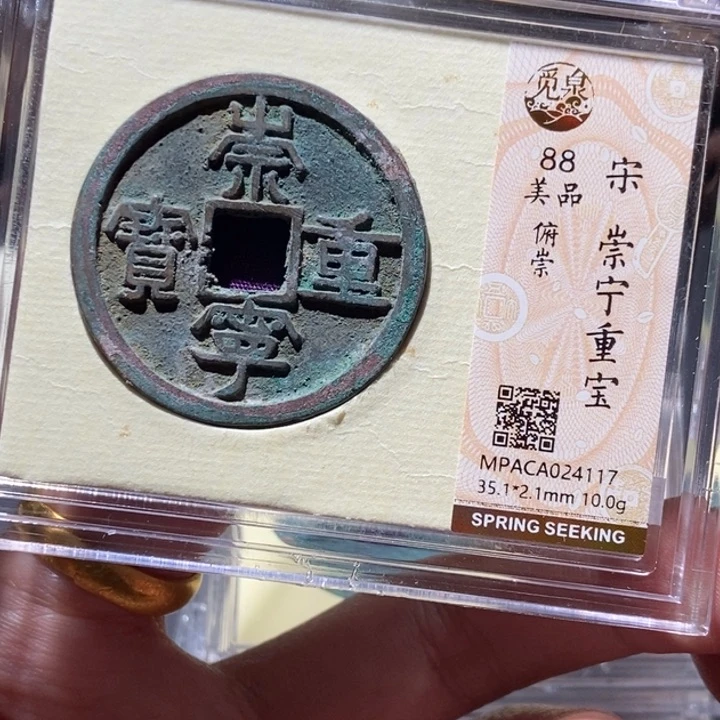 崇
寧
重
寶
觅泉
88
美品
俯崇
宋 崇宁重宝
MPACA024117
35.1*2.1mm 10.0g
SPRING SEEKING